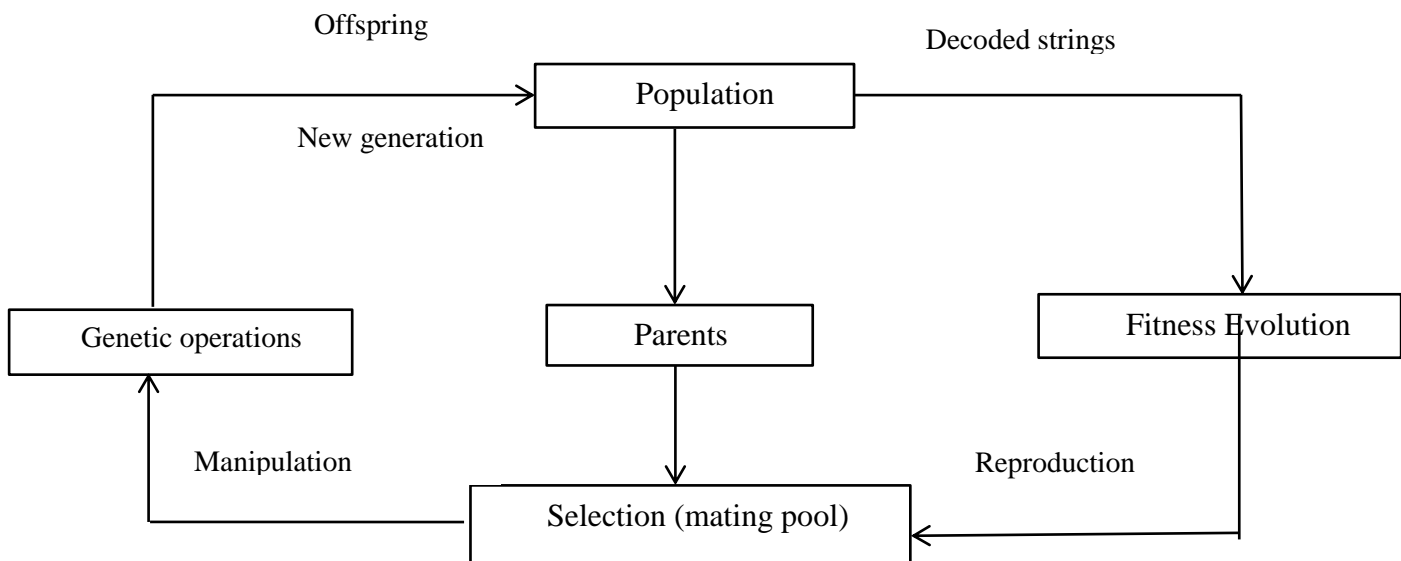 Offspring
Decoded strings
Population
New generation
Genetic operations
Parents
Fitness Evolution
Manipulation
Reproduction
Selection (mating pool)